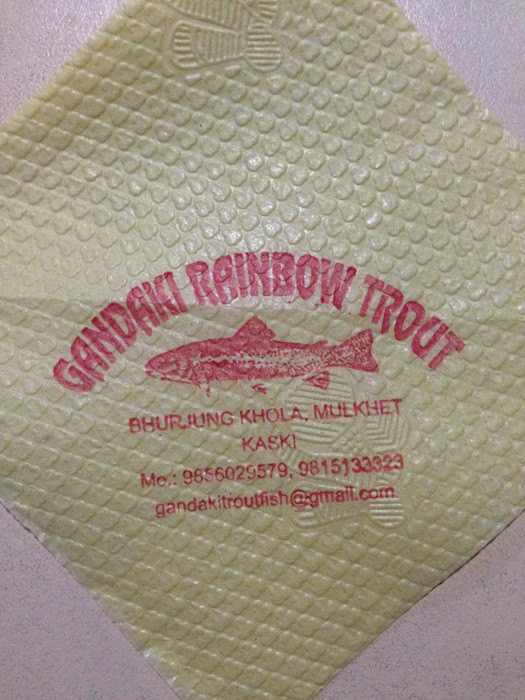 GANDAKI RAINBOW TROUT
BHURJUNG KHOLA, MULKHET
KASKI
Mo.: 9856029579, 9815133323
gandakitroutfish@gmail.com